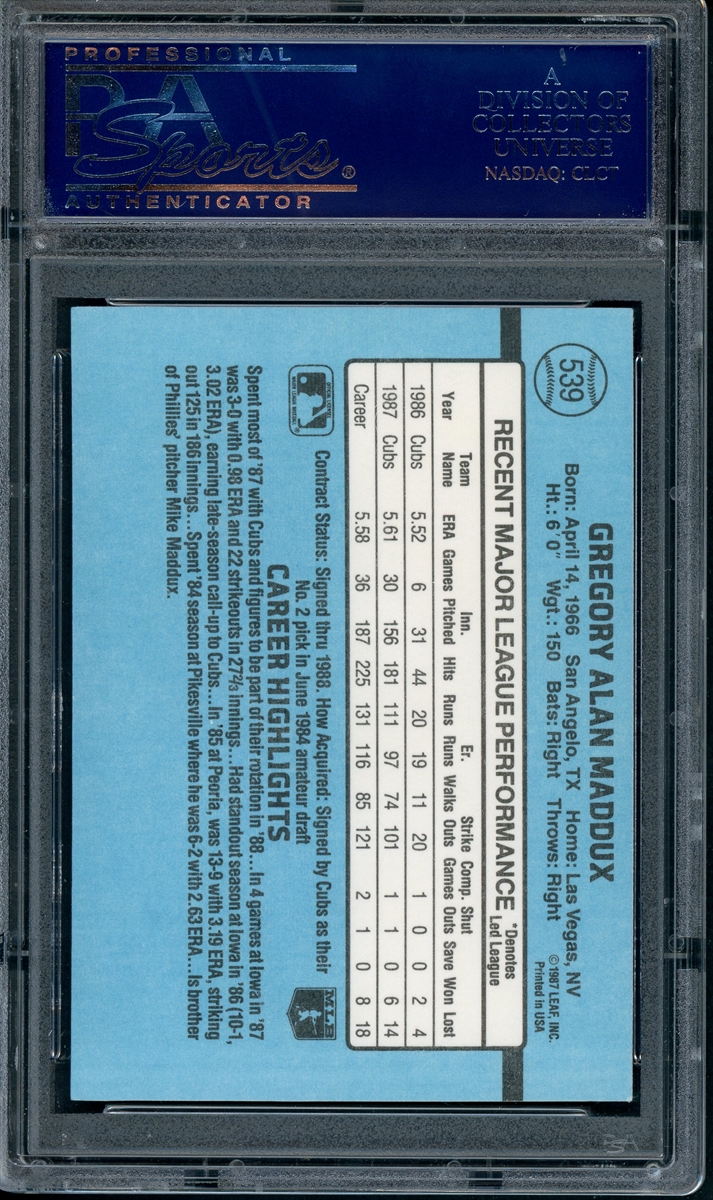 PROFESSIONAL
PSA
Sports®
AUTHENTICATOR
A
DIVISION OF
COLLECTORS
UNIVERSE
NASDAQ: CLCT
539
GREGORY ALAN MADDUX
Born: April 14, 1966 San Angelo, TX Home: Las Vegas, NV
Ht.: 6'0" Wgt.: 150 Bats: Right Throws: Right
©1987 LEAF, INC.
Printed in USA
RECENT MAJOR LEAGUE PERFORMANCE
*Denotes
Led League
Team Inn. Er. Strike Comp. Shut
Year Name ERA Games Pitched Hits Runs Runs Walks Outs Games Outs Save Won Lost
1986 Cubs 5.52 6 31 44 20 19 11 20 1 0 0 2 4
1987 Cubs 5.61 30 156 181 111 97 74 101 1 1 0 6 14
Career 5.58 36 187 225 131 116 85 121 2 1 0 8 18
Contract Status: Signed thru 1988. How Acquired: Signed by Cubs as their
No. 2 pick in June 1984 amateur draft
MLB
CAREER HIGHLIGHTS
Spent most of '87 with Cubs and figures to be part of their rotation in '88...In 4 games at Iowa in '87
was 3-0 with 0.98 ERA and 22 strikeouts in 27⅔ innings...Had standout season at Iowa in '86 (10-1,
3.02 ERA), earning late-season call-up to Cubs...In '85 at Peoria, was 13-9 with 3.19 ERA, striking
out 125 in 186 innings...Spent '84 season at Pikesville where he was 6-2 with 2.63 ERA...Is brother
of Phillies' pitcher Mike Maddux.
PSA